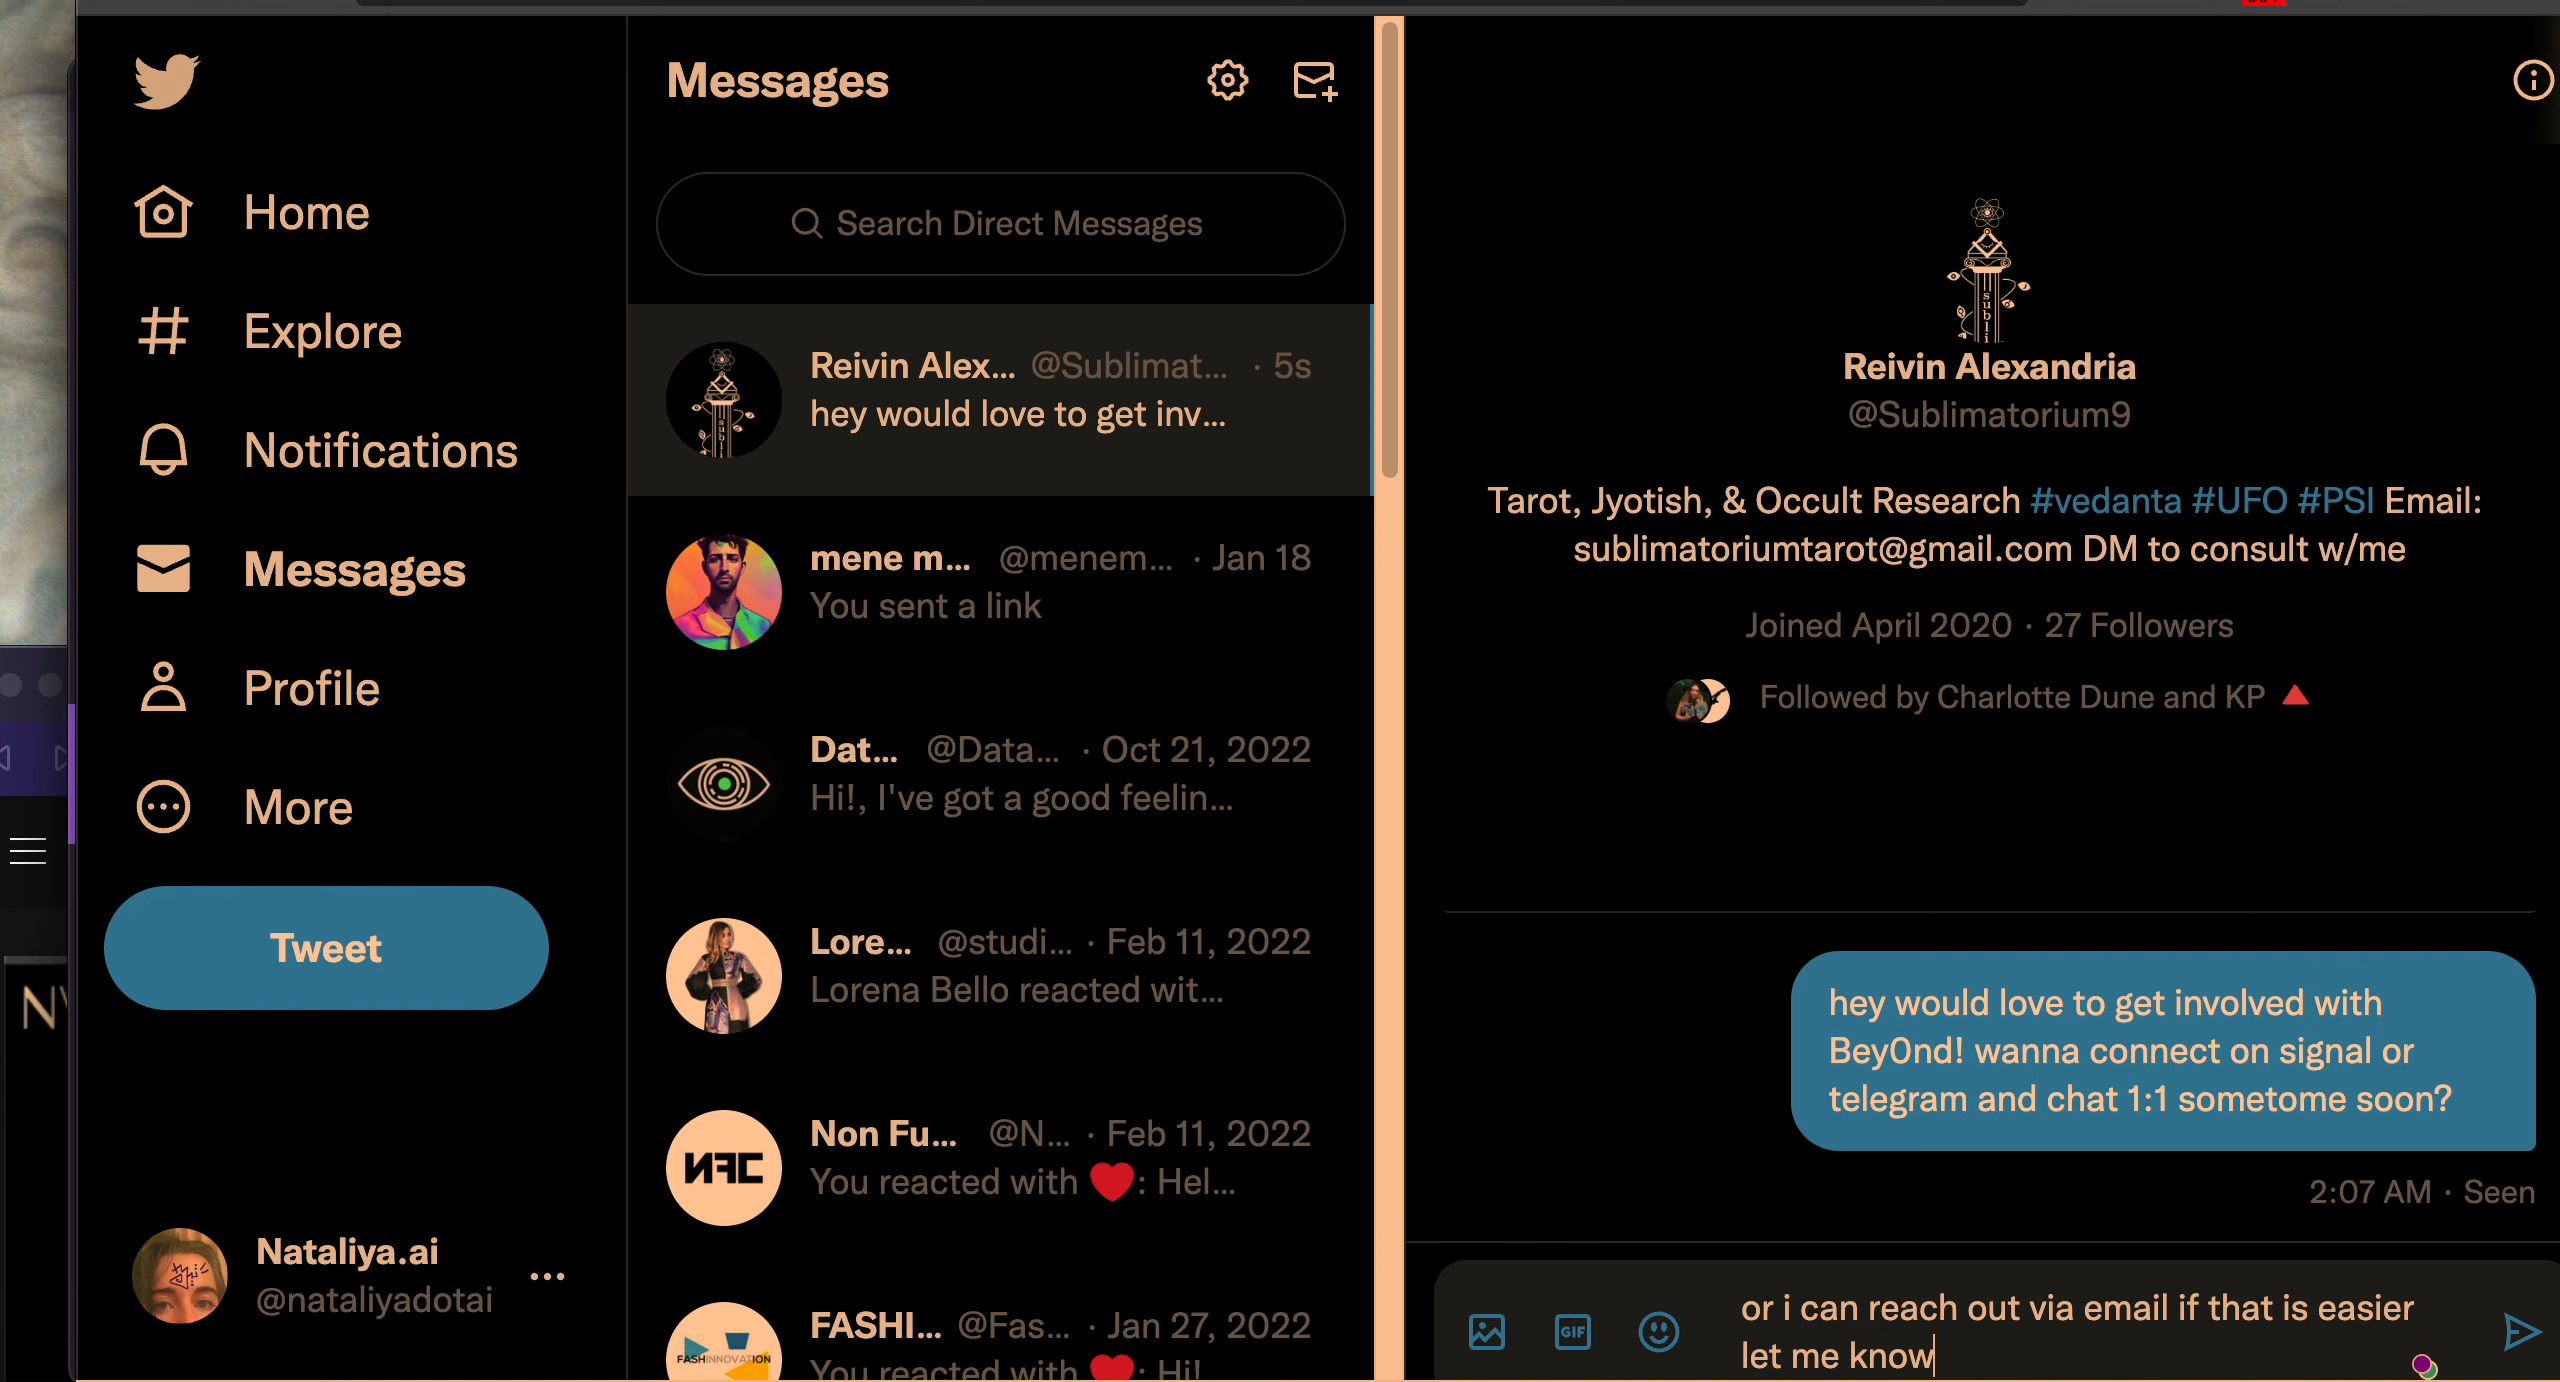 Home
Explore
Notifications
Messages
Profile
More
Tweet
Nataliya.ai
@nataliyadotai
Messages
Search Direct Messages
Reivin Alex... @Sublimat... · 5s
hey would love to get inv...
mene m... @menem... · Jan 18
You sent a link
Dat... @Data... · Oct 21, 2022
Hi!, I've got a good feelin...
Lore... @studi... · Feb 11, 2022
Lorena Bello reacted wit...
Non Fu... @N... · Feb 11, 2022
You reacted with ❤️: Hel...
FASHI... @Fas... · Jan 27, 2022
FASHINNOVATION
You reacted with ❤️: Hi!
subli
Reivin Alexandria
@Sublimatorium9
Tarot, Jyotish, & Occult Research #vedanta #UFO #PSI Email:
sublimatoriumtarot@gmail.com DM to consult w/me
Joined April 2020 · 27 Followers
Followed by Charlotte Dune and KP 🔺
hey would love to get involved with
Bey0nd! wanna connect on signal or
telegram and chat 1:1 sometome soon?
2:07 AM · Seen
GIF
or i can reach out via email if that is easier
let me know